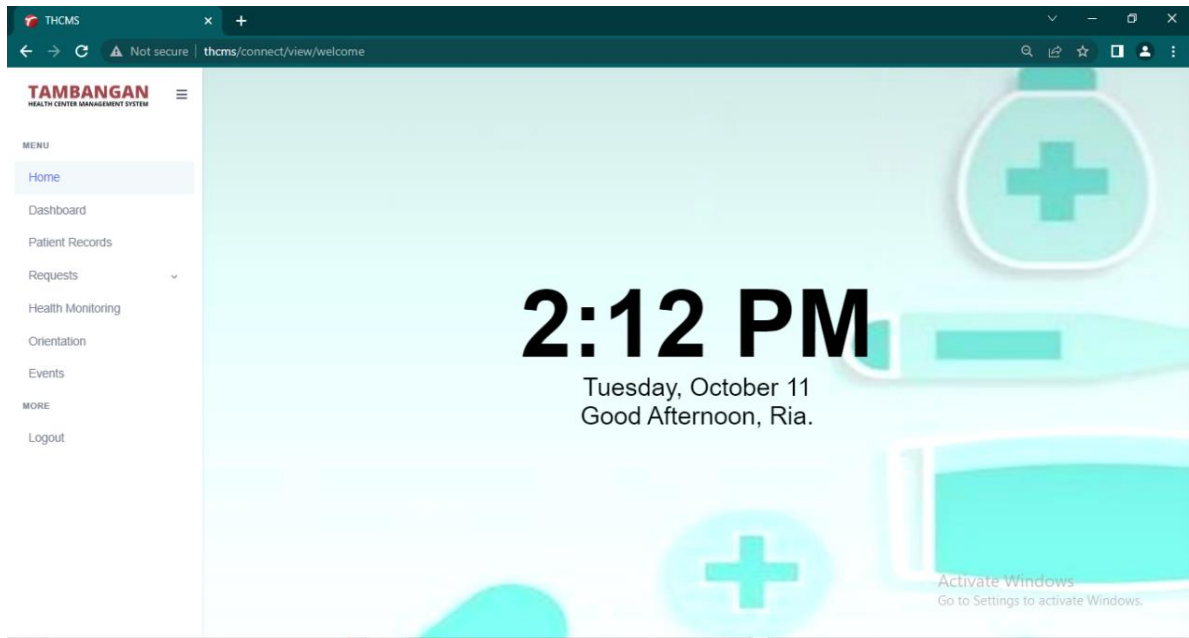 THCMS
Not secure | thcms/connect/view/welcome
TAMBANGAN
HEALTH CENTER MANAGEMENT SYSTEM
MENU
Home
Dashboard
Patient Records
Requests
Health Monitoring
Orientation
Events
MORE
Logout
2:12 PM
Tuesday, October 11
Good Afternoon, Ria.
Activate Windows
Go to Settings to activate Windows.